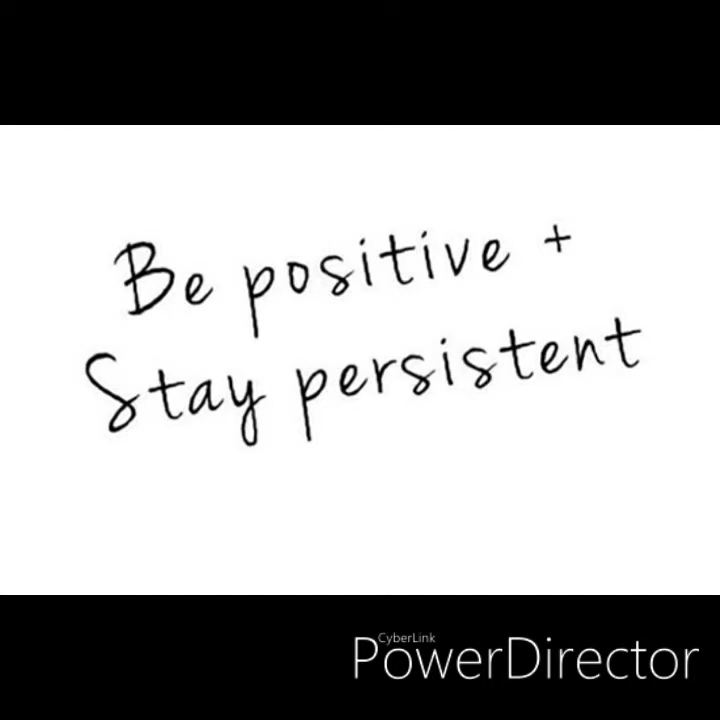 Be positive +
Stay persistent
CyberLink
PowerDirector